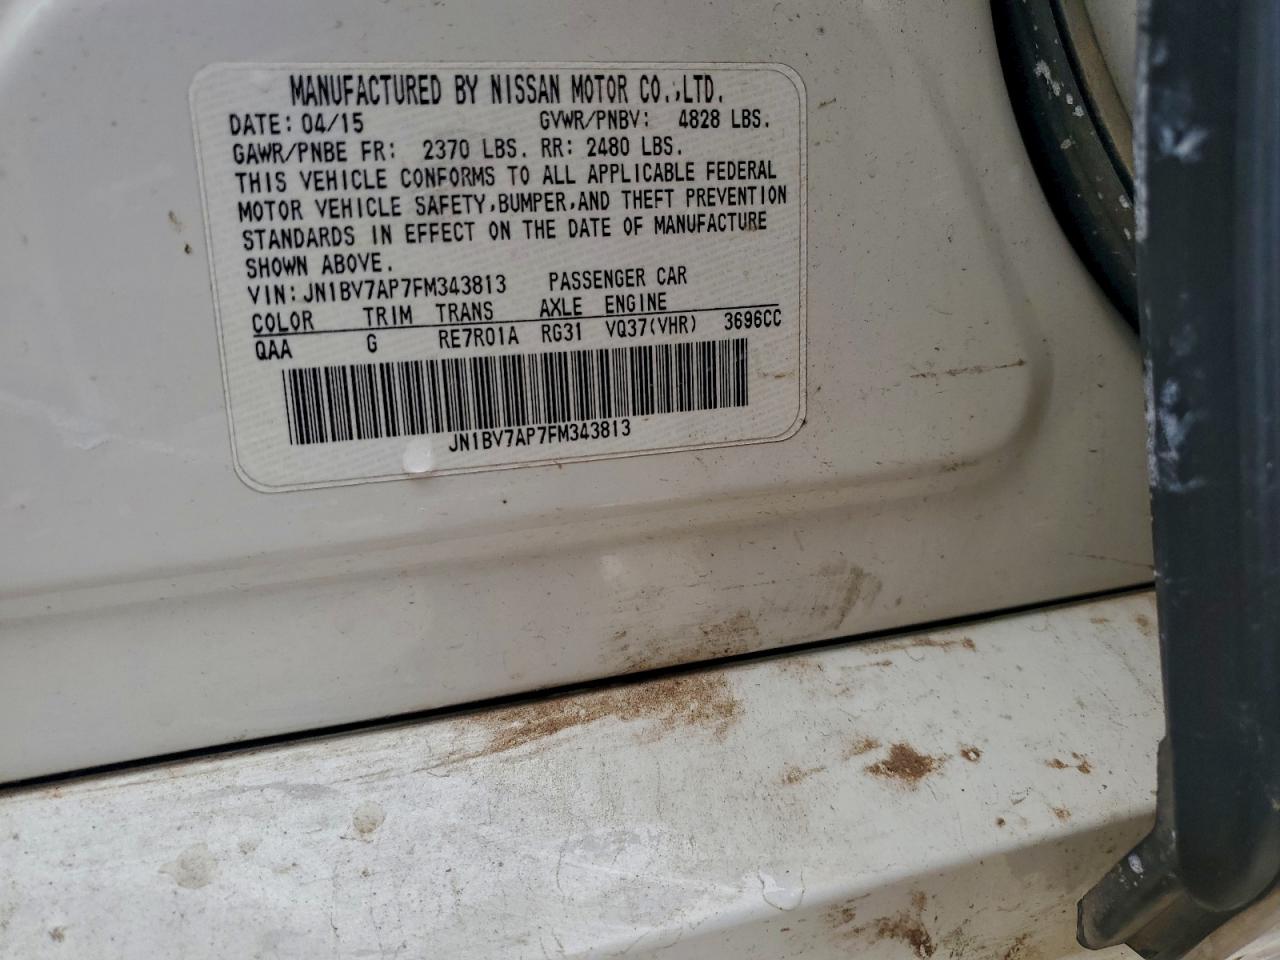 MANUFACTURED BY NISSAN MOTOR CO.,LTD.
DATE: 04/15 GVWR/PNBV: 4828 LBS.
GAWR/PNBE FR: 2370 LBS. RR: 2480 LBS.
THIS VEHICLE CONFORMS TO ALL APPLICABLE FEDERAL
MOTOR VEHICLE SAFETY,BUMPER,AND THEFT PREVENTION
STANDARDS IN EFFECT ON THE DATE OF MANUFACTURE
SHOWN ABOVE.
VIN:JN1BV7AP7FM343813 PASSENGER CAR
COLOR TRIM TRANS AXLE ENGINE
QAA G RE7R01A RG31 VQ37(VHR) 3696CC
JN1BV7AP7FM343813